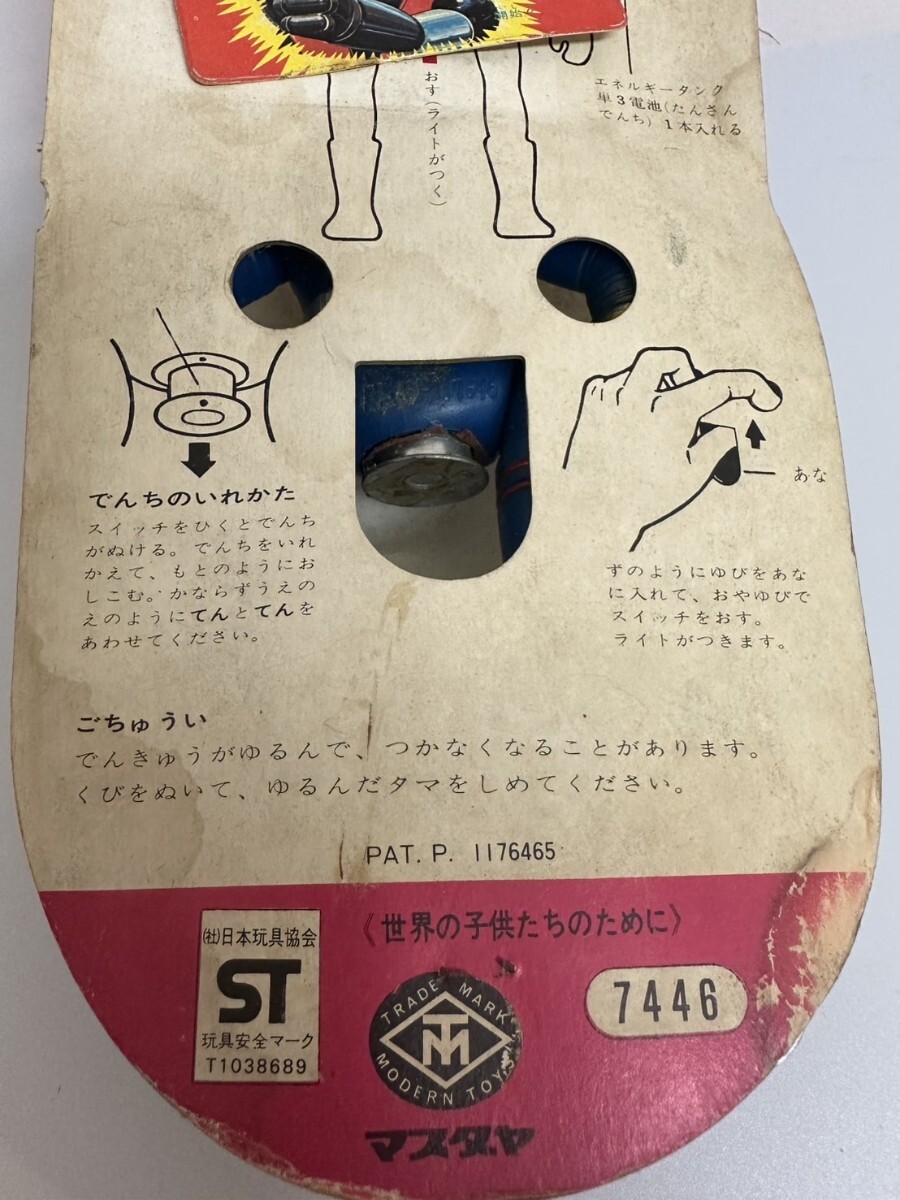 開始
エネルギータンク
単3電池(たんさん
でんち)1本入れる
おす(ライトがつく)
あな
でんちのいれかた
スイッチをひくとでんち
がぬける。でんちをいれ
かえて、もとのようにお
しこむ。かならずうえの
えのようにてんとてんを
あわせてください。
ずのようにゆびをあな
に入れて、おやゆびで
スイッチをおす。
ライトがつきます。
ごちゅうい
でんきゅうがゆるんで、つかなくなることがあります。
くびをぬいて、ゆるんだタマをしめてください。
PAT. P. 1176465
(社)日本玩具協会
ST
玩具安全マーク
T1038689
《世界の子供たちのために》
TRADE MARK
TM
MODERN TOYS
マスダヤ
7446